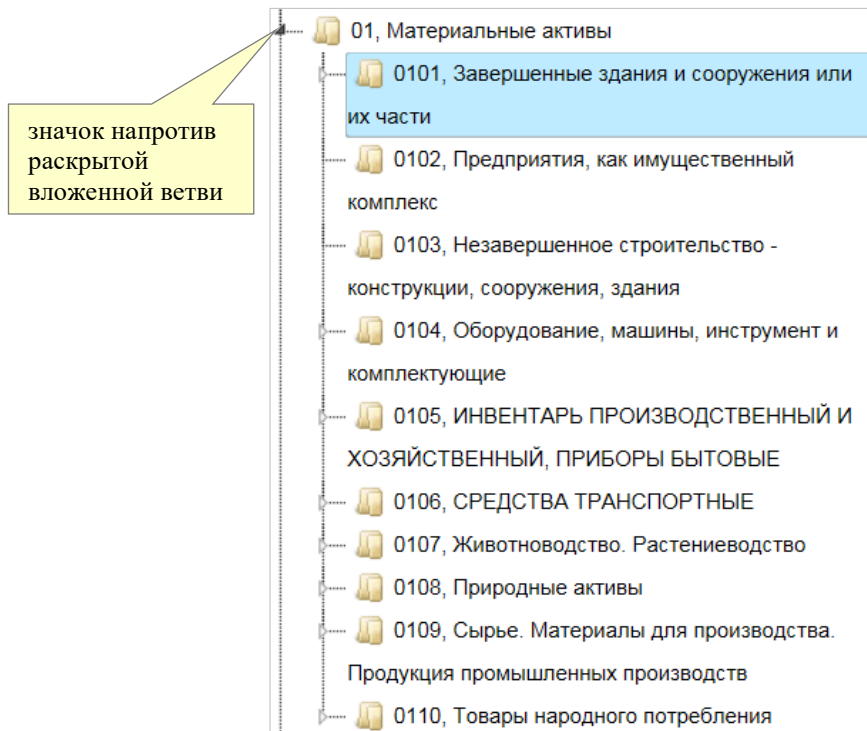 01, Материальные активы
0101, Завершенные здания и сооружения или
их части
значок напротив
раскрытой
вложенной ветви
0102, Предприятия, как имущественный
комплекс
0103, Незавершенное строительство -
конструкции, сооружения, здания
0104, Оборудование, машины, инструмент и
комплектующие
0105, ИНВЕНТАРЬ ПРОИЗВОДСТВЕННЫЙ И
ХОЗЯЙСТВЕННЫЙ, ПРИБОРЫ БЫТОВЫЕ
0106, СРЕДСТВА ТРАНСПОРТНЫЕ
0107, Животноводство. Растениеводство
0108, Природные активы
0109, Сырье. Материалы для производства.
Продукция промышленных производств
0110, Товары народного потребления